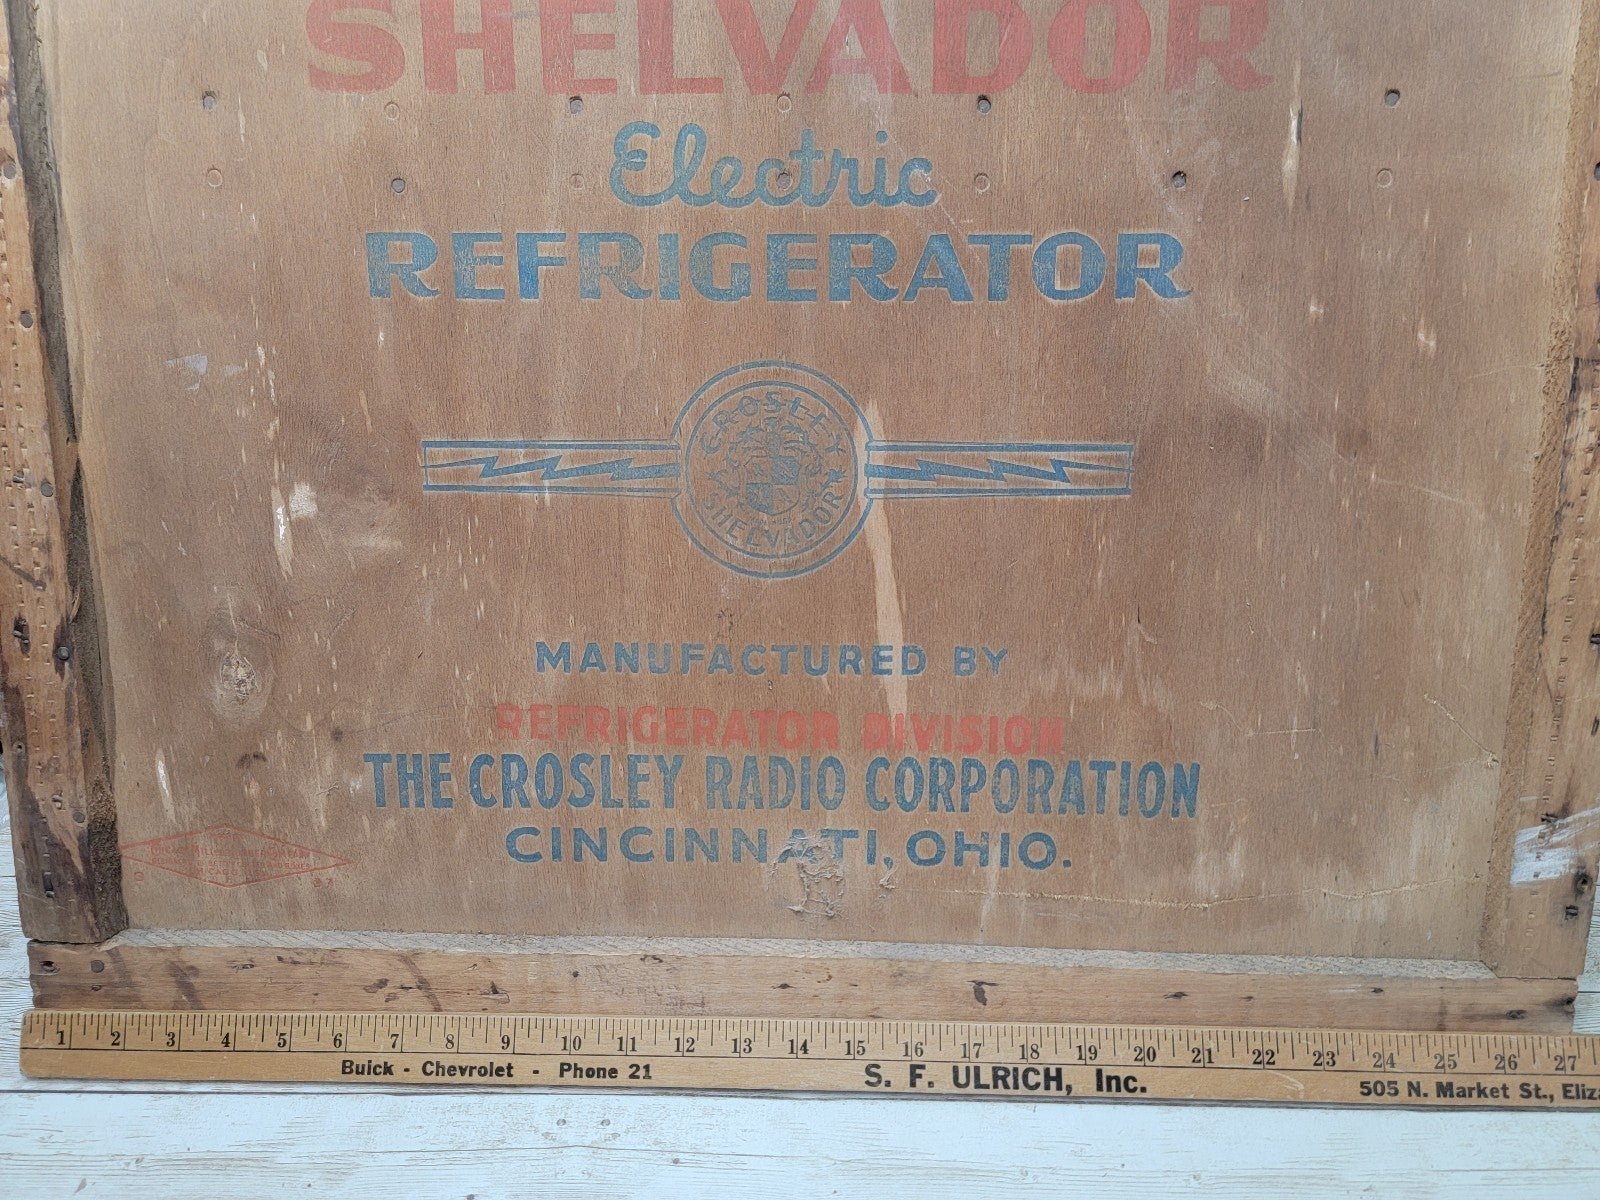 SHELVADOR
Electric
REFRIGERATOR
CROSLEY
SHELVADOR
MANUFACTURED BY
REFRIGERATOR DIVISION
THE CROSLEY RADIO CORPORATION
CINCINNATI, OHIO.
1 2 3 4 5 6 7 8 9 10 11 12 13 14 15 16 17 18 19 20 21 22 23 24 25 26 27
Buick - Chevrolet - Phone 21 S. F. ULRICH, Inc. 505 N. Market St.,